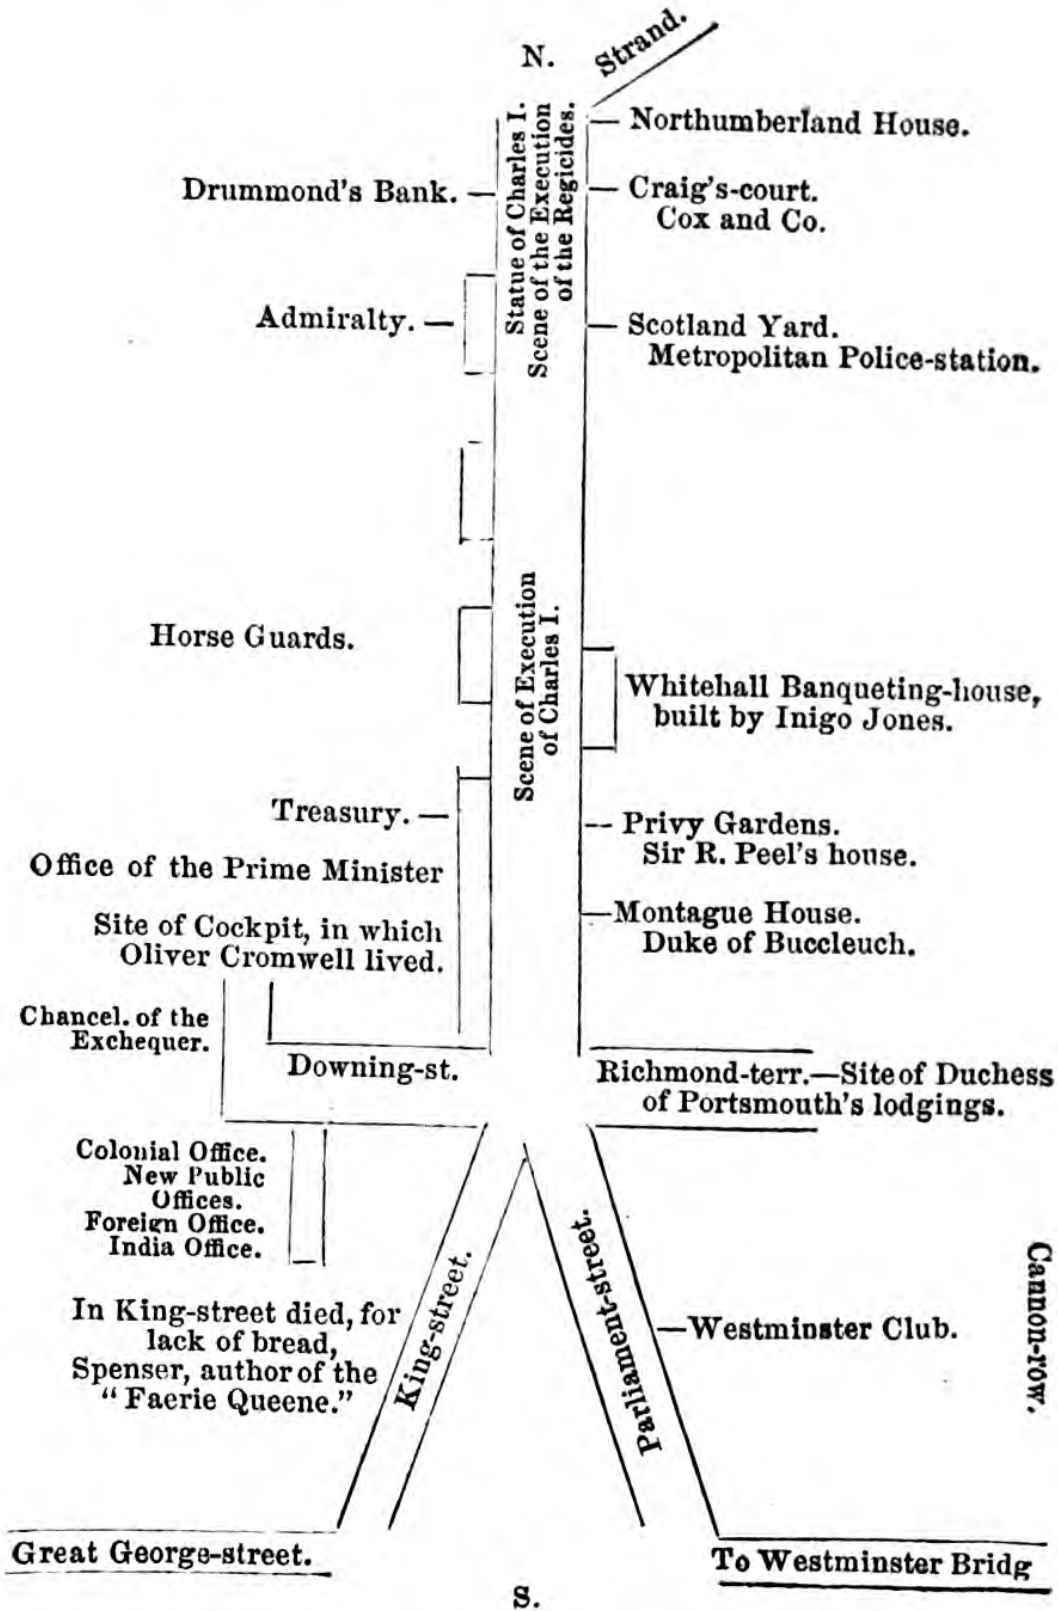 N.
Strand.
Statue of Charles I.
Scene of the Execution
of the Regicides.
Northumberland House.
Drummond's Bank.
Craig's-court.
Cox and Co.
Admiralty.
Scotland Yard.
Metropolitan Police-station.
Horse Guards.
Scene of Execution
of Charles I.
Whitehall Banqueting-house,
built by Inigo Jones.
Treasury.
Privy Gardens.
Sir R. Peel's house.
Office of the Prime Minister
Site of Cockpit, in which
Oliver Cromwell lived.
Montague House.
Duke of Buccleuch.
Chancel. of the
Exchequer.
Downing-st.
Richmond-terr.—Site of Duchess
of Portsmouth's lodgings.
Colonial Office.
New Public
Offices.
Foreign Office.
India Office.
In King-street died, for
lack of bread,
Spenser, author of the
"Faerie Queene."
King-street.
Parliament-street.
—Westminster Club.
Cannon-row.
Great George-street.
To Westminster Bridg
S.